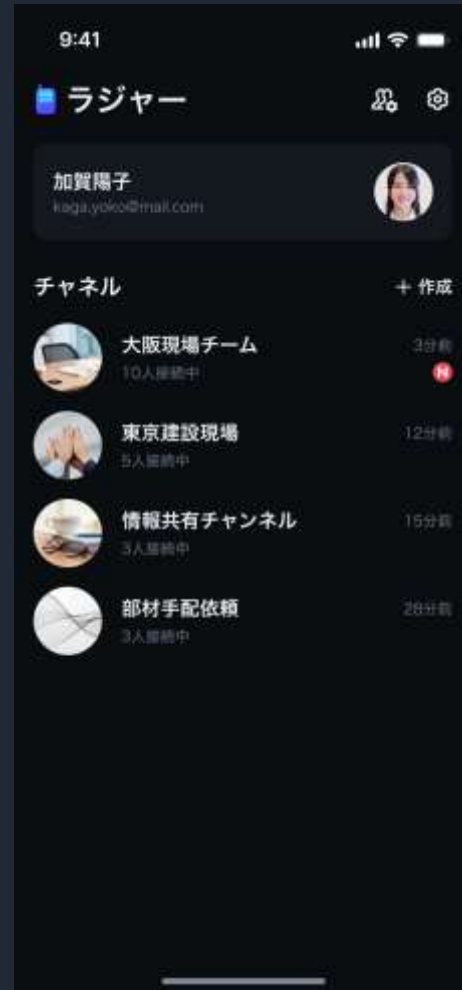 9:41
ラジャー
加賀陽子
kaga.yoko@mail.com
チャネル
+ 作成
大阪現場チーム
3分前
10人接続中
N
東京建設現場
12分前
5人接続中
情報共有チャンネル
15分前
3人接続中
部材手配依頼
28分前
3人接続中